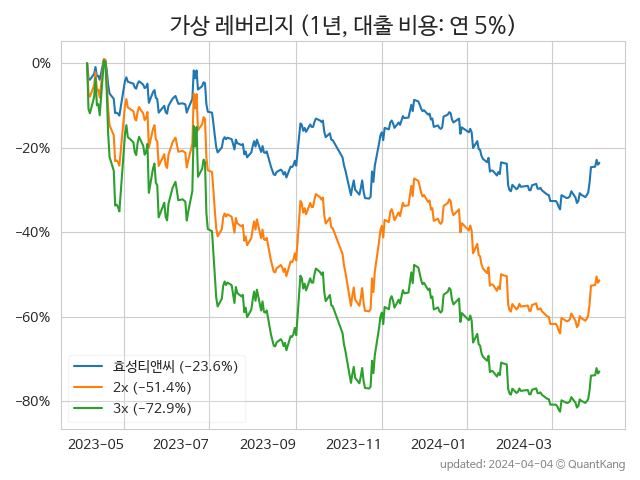 가상 레버리지 (1년, 대출 비용: 연 5%)
0%
−20%
−40%
−60%
−80%
효성티앤씨 (−23.6%)
2x (−51.4%)
3x (−72.9%)
2023-05 2023-07 2023-09 2023-11 2024-01 2024-03
updated: 2024-04-04 © QuantKang